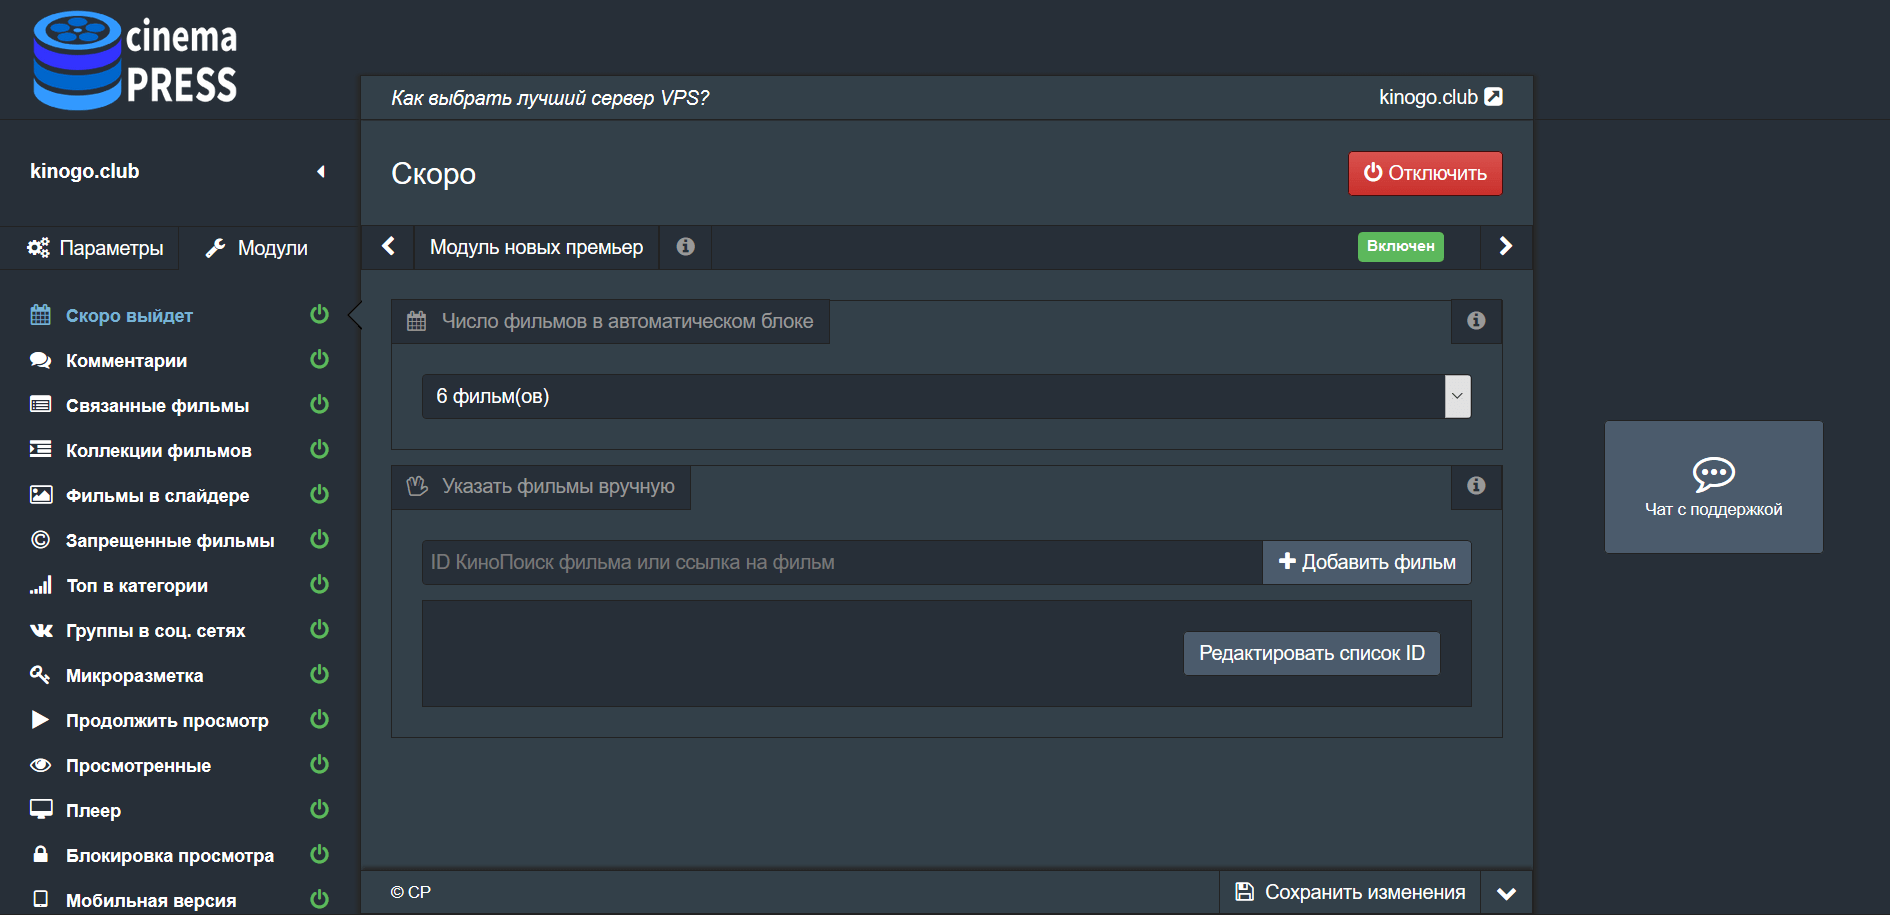 cinema
PRESS
Как выбрать лучший сервер VPS?
kinogo.club
kinogo.club
Скоро
Отключить
Параметры
Модули
Модуль новых премьер
Включен
Скоро выйдет
Комментарии
Связанные фильмы
Коллекции фильмов
Фильмы в слайдере
Запрещенные фильмы
Топ в категории
Группы в соц. сетях
Микроразметка
Продолжить просмотр
Просмотренные
Плеер
Блокировка просмотра
Мобильная версия
Число фильмов в автоматическом блоке
6 фильм(ов)
Указать фильмы вручную
ID КиноПоиск фильма или ссылка на фильм
Добавить фильм
Редактировать список ID
Чат с поддержкой
© CP
Сохранить изменения